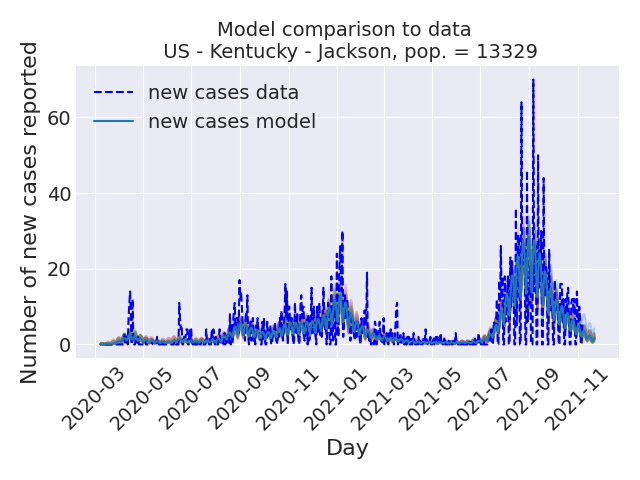 Model comparison to data
US - Kentucky - Jackson, pop. = 13329
new cases data
new cases model
Number of new cases reported
60
40
20
0
2020-03
2020-05
2020-07
2020-09
2020-11
2021-01
2021-03
2021-05
2021-07
2021-09
2021-11
Day